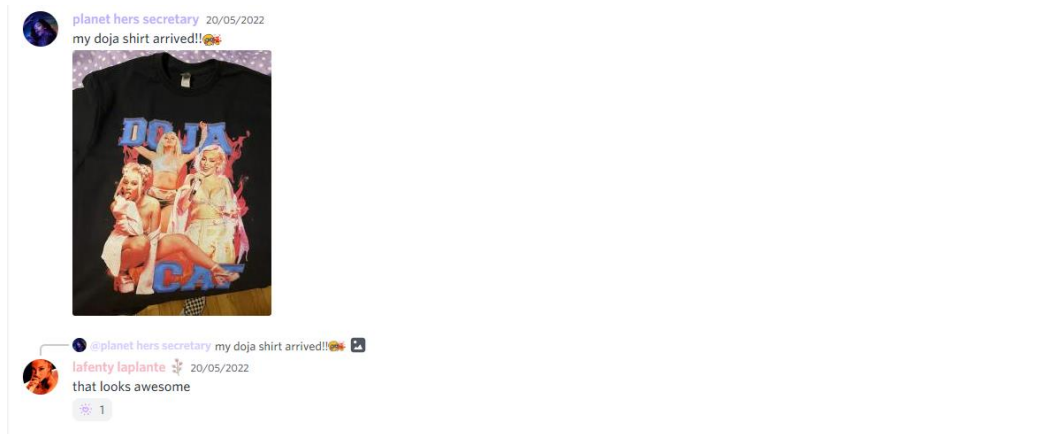 planet hers secretary 20/05/2022
my doja shirt arrived!!
DOJA
CAT
@planet hers secretary my doja shirt arrived!!
lafenty laplante 20/05/2022
that looks awesome
1